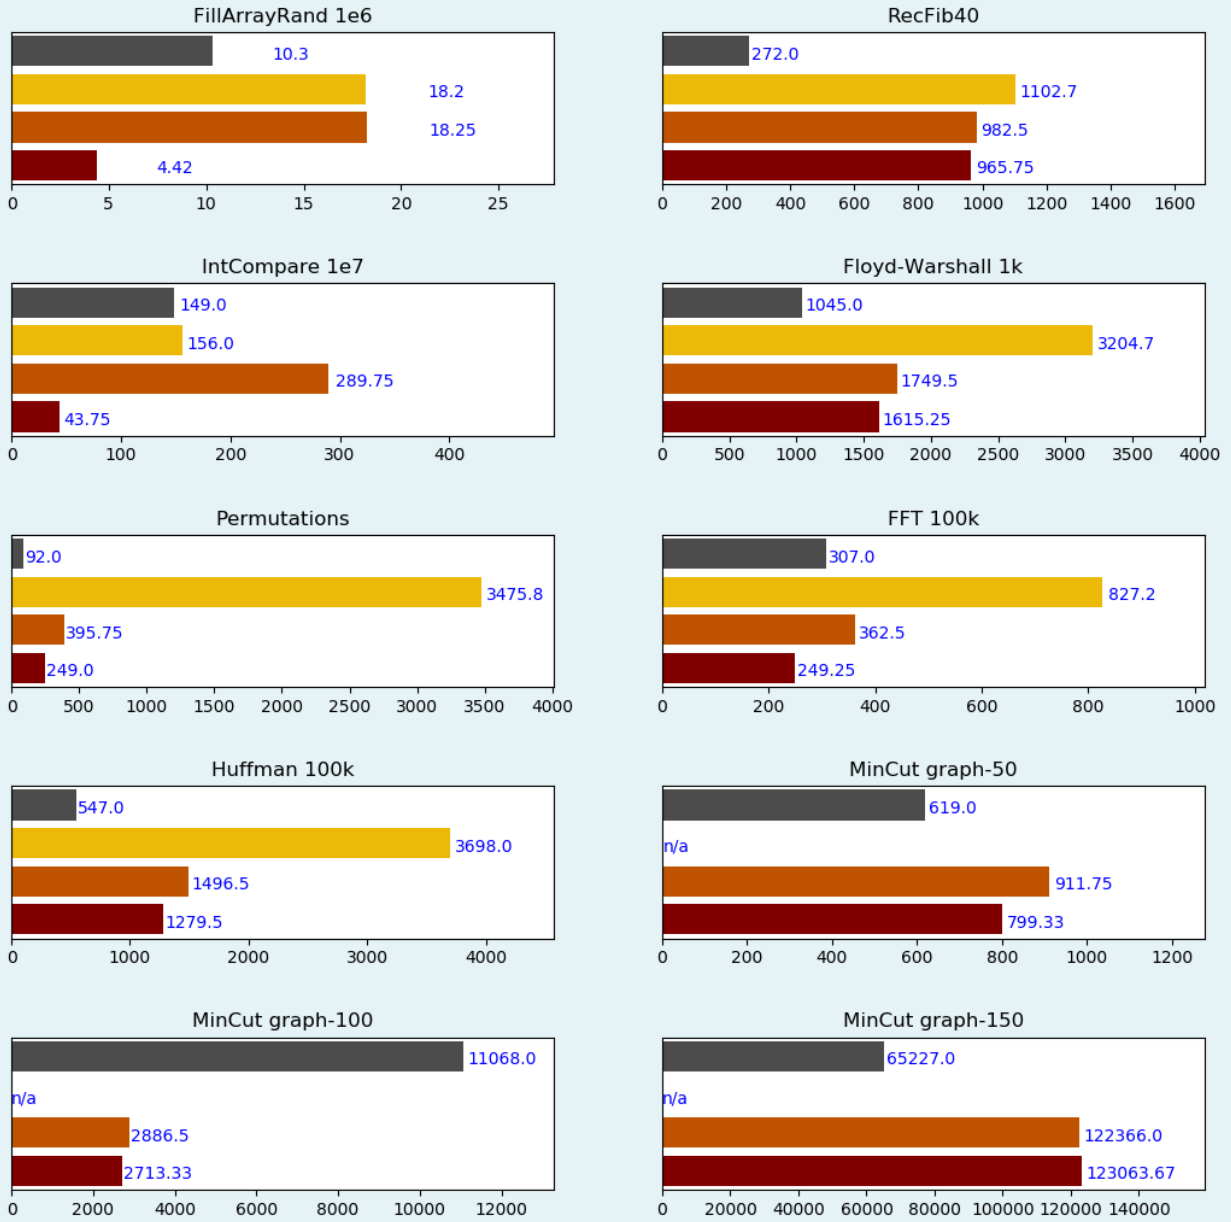 FillArrayRand 1e6
10.3
18.2
18.25
4.42
0 5 10 15 20 25
RecFib40
272.0
1102.7
982.5
965.75
0 200 400 600 800 1000 1200 1400 1600
IntCompare 1e7
149.0
156.0
289.75
43.75
0 100 200 300 400
Floyd-Warshall 1k
1045.0
3204.7
1749.5
1615.25
0 500 1000 1500 2000 2500 3000 3500 4000
Permutations
92.0
3475.8
395.75
249.0
0 500 1000 1500 2000 2500 3000 3500 4000
FFT 100k
307.0
827.2
362.5
249.25
0 200 400 600 800 1000
Huffman 100k
547.0
3698.0
1496.5
1279.5
0 1000 2000 3000 4000
MinCut graph-50
619.0
n/a
911.75
799.33
0 200 400 600 800 1000 1200
MinCut graph-100
11068.0
n/a
2886.5
2713.33
0 2000 4000 6000 8000 10000 12000
MinCut graph-150
65227.0
n/a
122366.0
123063.67
0 20000 40000 60000 80000 100000 120000 140000